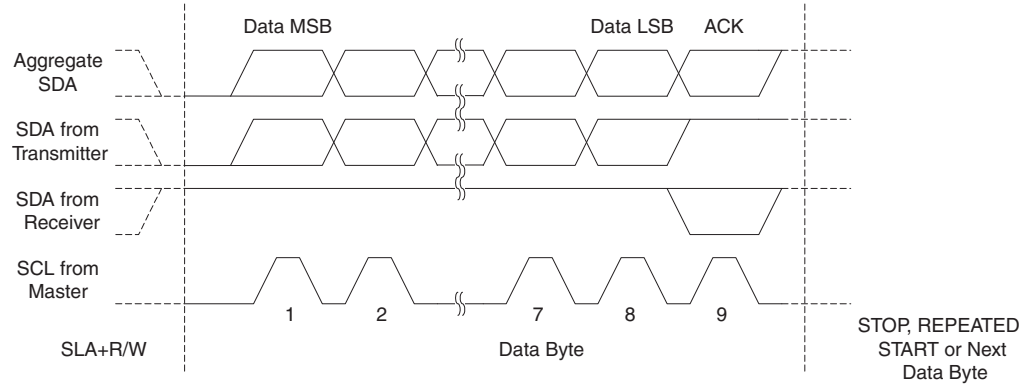 Data MSB
Data LSB
ACK
Aggregate
SDA
SDA from
Transmitter
SDA from
Receiver
SCL from
Master
1
2
7
8
9
SLA+R/W
Data Byte
STOP, REPEATED
START or Next
Data Byte